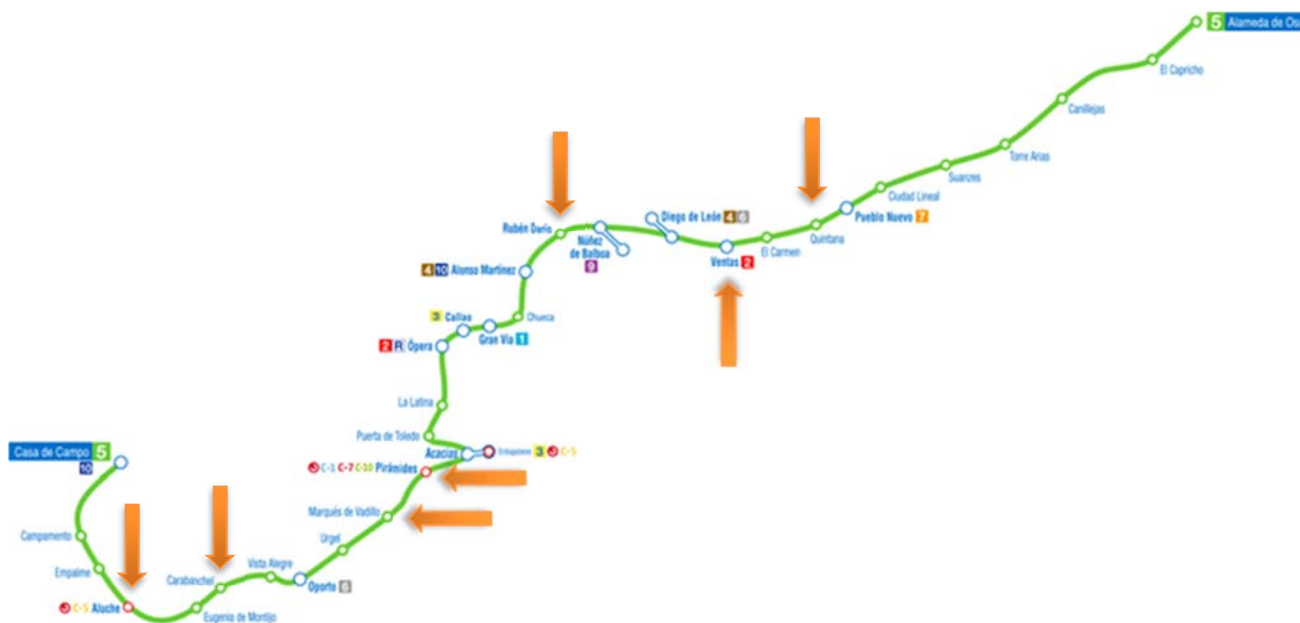 5 Alameda de Os
El Capricho
Canillejas
Torre Arias
Suanzes
Ciudad Lineal
Pueblo Nuevo 7
Quintana
El Carmen
Ventas 2
Diego de León 4 6
Núñez
de Balboa
9
Rubén Darío
4 10 Alonso Martínez
Chueca
Gran Vía 1
3 Callao
2 R Ópera
La Latina
Puerta de Toledo
Acacias
3 C-5
C-1 C-7 C-10 Pirámides
Marqués de Vadillo
Urgel
Oporto 6
Vista Alegre
Carabanchel
Eugenia de Montijo
C-5 Aluche
Empalme
Campamento
Casa de Campo 5
10